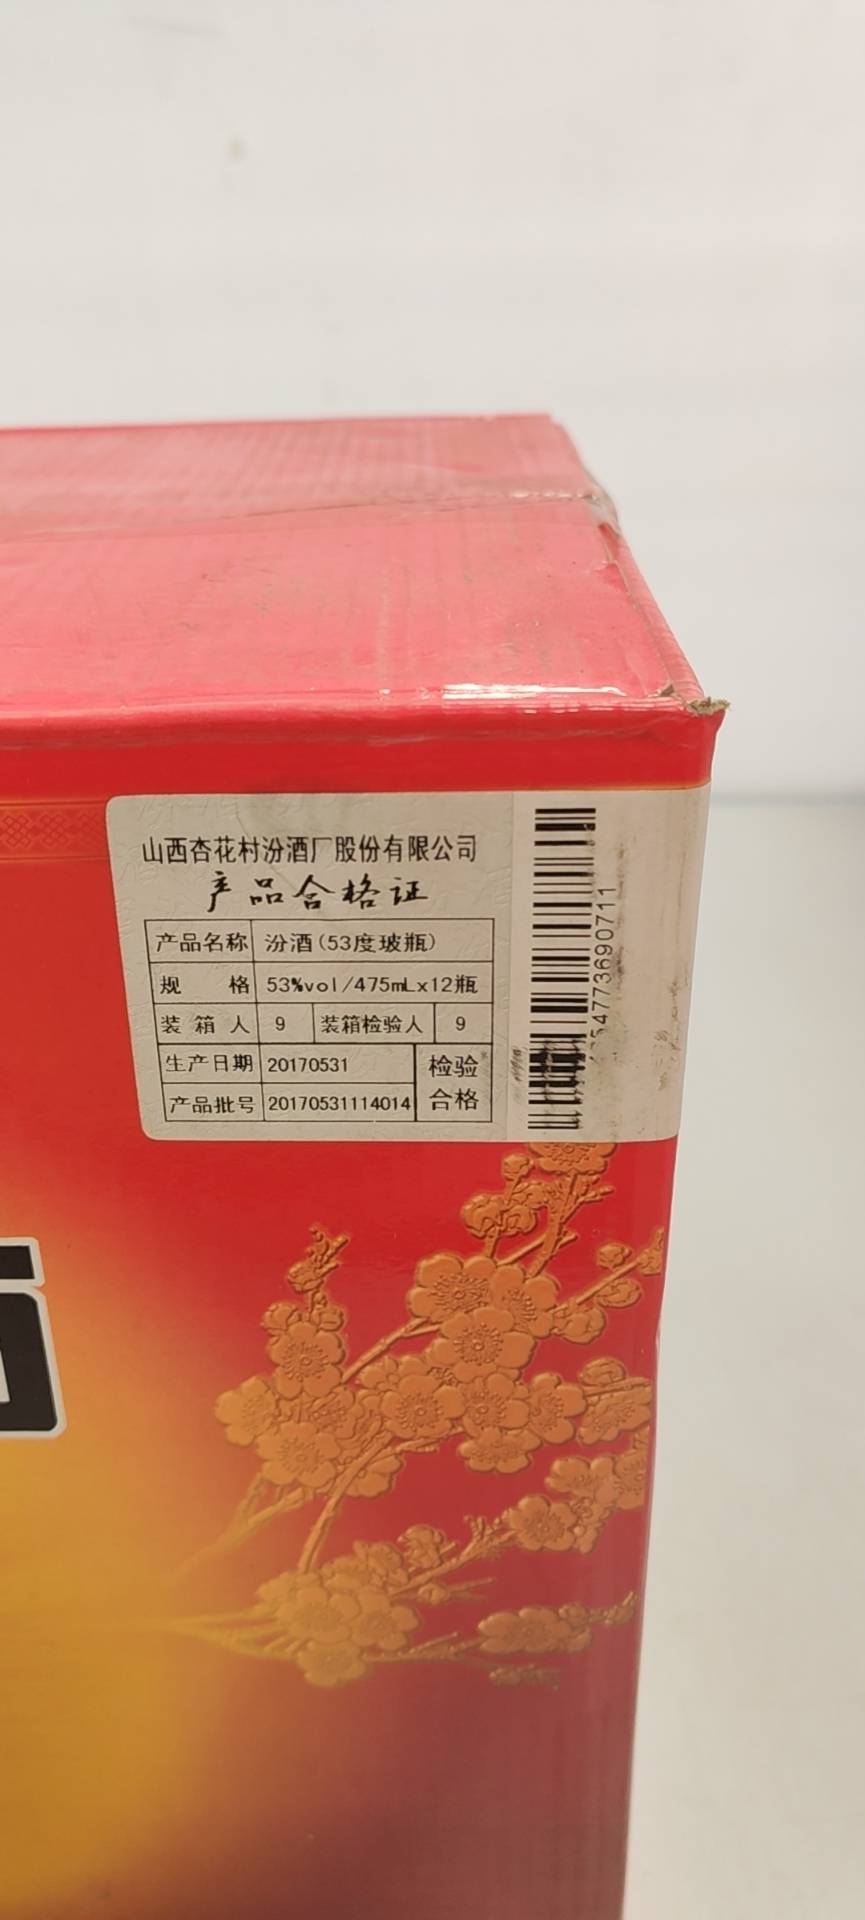 山西杏花村汾酒厂股份有限公司
产品合格证
产品名称 汾酒(53度玻瓶)
规 格 53%vol/475mLx12瓶
装 箱 人 9 装箱检验人 9
生产日期 20170531 检验
产品批号 20170531114014 合格
54773690711